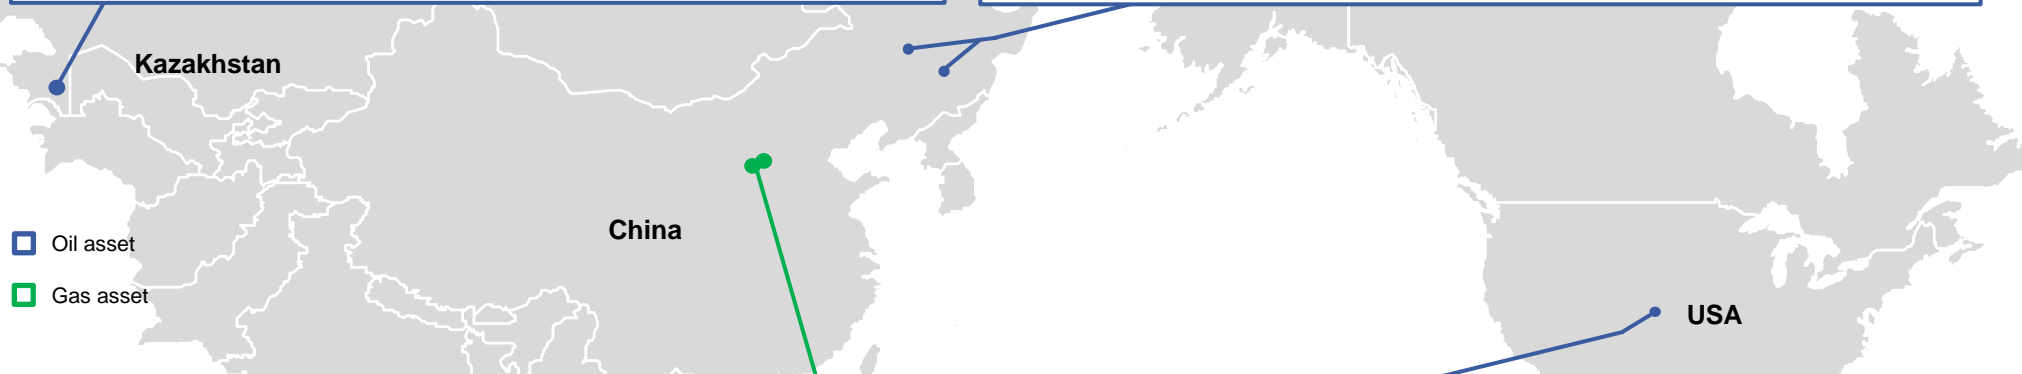 Kazakhstan
China
Oil asset
Gas asset
USA